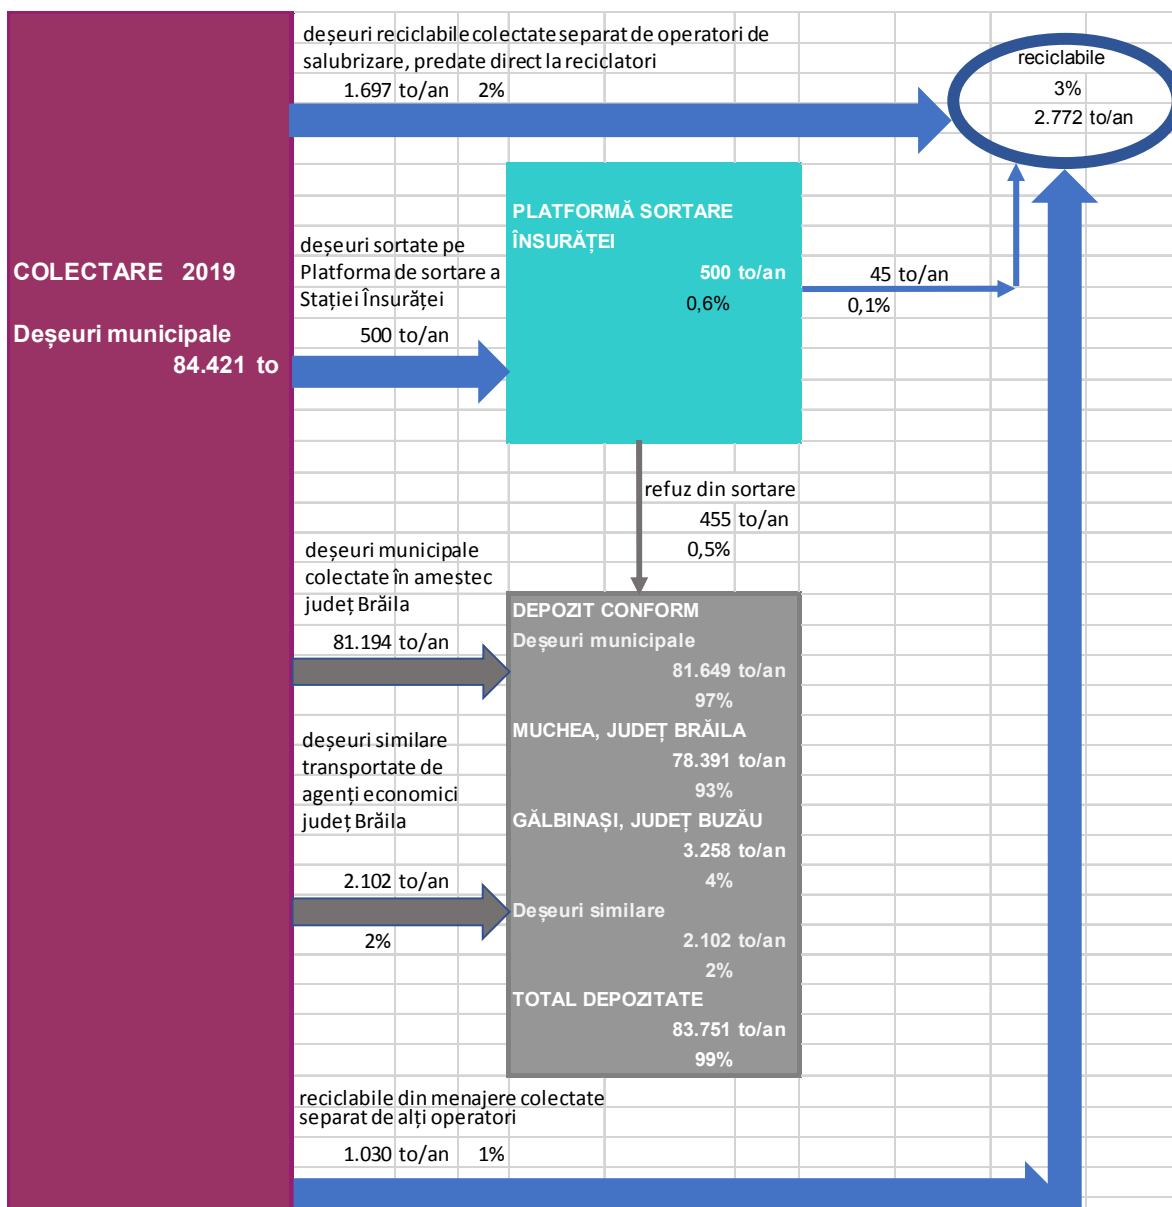 COLECTARE 2019
Deșeuri municipale
84.421 to
deșeuri reciclabile colectate separat de operatori de
salubrizare, predate direct la reciclatori
1.697 to/an 2%
reciclabile
3%
2.772 to/an
deșeuri sortate pe
Platforma de sortare a
Stației Însurăței
500 to/an
PLATFORMĂ SORTARE
ÎNSURĂȚEI
500 to/an
0,6%
45 to/an
0,1%
refuz din sortare
455 to/an
0,5%
deșeuri municipale
colectate în amestec
județ Brăila
81.194 to/an
deșeuri similare
transportate de
agenți economici
județ Brăila
2.102 to/an
2%
DEPOZIT CONFORM
Deșeuri municipale
81.649 to/an
97%
MUCHEA, JUDEȚ BRĂILA
78.391 to/an
93%
GĂLBINAȘI, JUDEȚ BUZĂU
3.258 to/an
4%
Deșeuri similare
2.102 to/an
2%
TOTAL DEPOZITATE
83.751 to/an
99%
reciclabile din menajere colectate
separat de alți operatori
1.030 to/an 1%